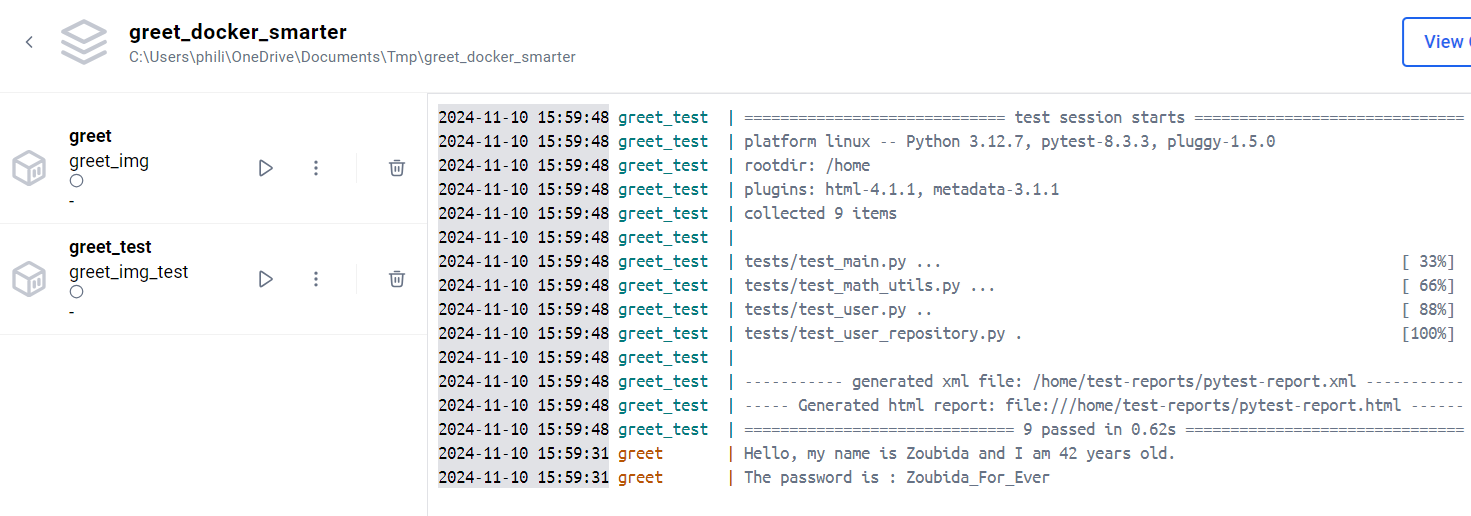 greet_docker_smarter
C:\Users\phili\OneDrive\Documents\Tmp\greet_docker_smarter
View
greet
greet_img
-
greet_test
greet_img_test
-
2024-11-10 15:59:48 greet_test | ============================= test session starts ==============================
2024-11-10 15:59:48 greet_test | platform linux -- Python 3.12.7, pytest-8.3.3, pluggy-1.5.0
2024-11-10 15:59:48 greet_test | rootdir: /home
2024-11-10 15:59:48 greet_test | plugins: html-4.1.1, metadata-3.1.1
2024-11-10 15:59:48 greet_test | collected 9 items
2024-11-10 15:59:48 greet_test |
2024-11-10 15:59:48 greet_test | tests/test_main.py ... [ 33%]
2024-11-10 15:59:48 greet_test | tests/test_math_utils.py ... [ 66%]
2024-11-10 15:59:48 greet_test | tests/test_user.py .. [ 88%]
2024-11-10 15:59:48 greet_test | tests/test_user_repository.py . [100%]
2024-11-10 15:59:48 greet_test |
2024-11-10 15:59:48 greet_test | ----------- generated xml file: /home/test-reports/pytest-report.xml -----------
2024-11-10 15:59:48 greet_test | ----- Generated html report: file:///home/test-reports/pytest-report.html ------
2024-11-10 15:59:48 greet_test | ============================== 9 passed in 0.62s ===============================
2024-11-10 15:59:31 greet | Hello, my name is Zoubida and I am 42 years old.
2024-11-10 15:59:31 greet | The password is : Zoubida_For_Ever